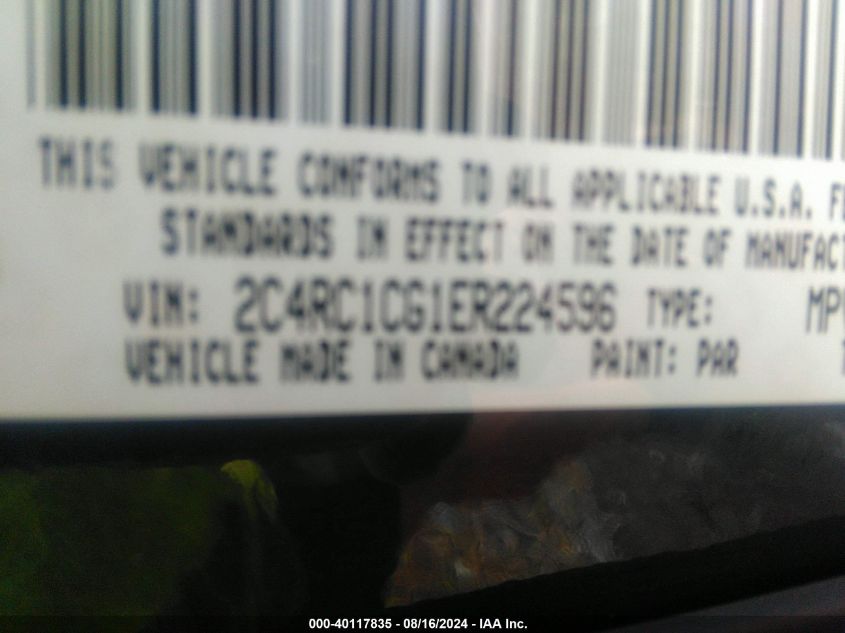 THIS VEHICLE CONFORMS TO ALL APPLICABLE U.S.A.
STANDARDS IN EFFECT ON THE DATE OF MANUFACT
VIN: 2C4RC1CG1ER224596 TYPE: MP
VEHICLE MADE IN CANADA PAINT: PAR
000-40117835 - 08/16/2024 - IAA Inc.